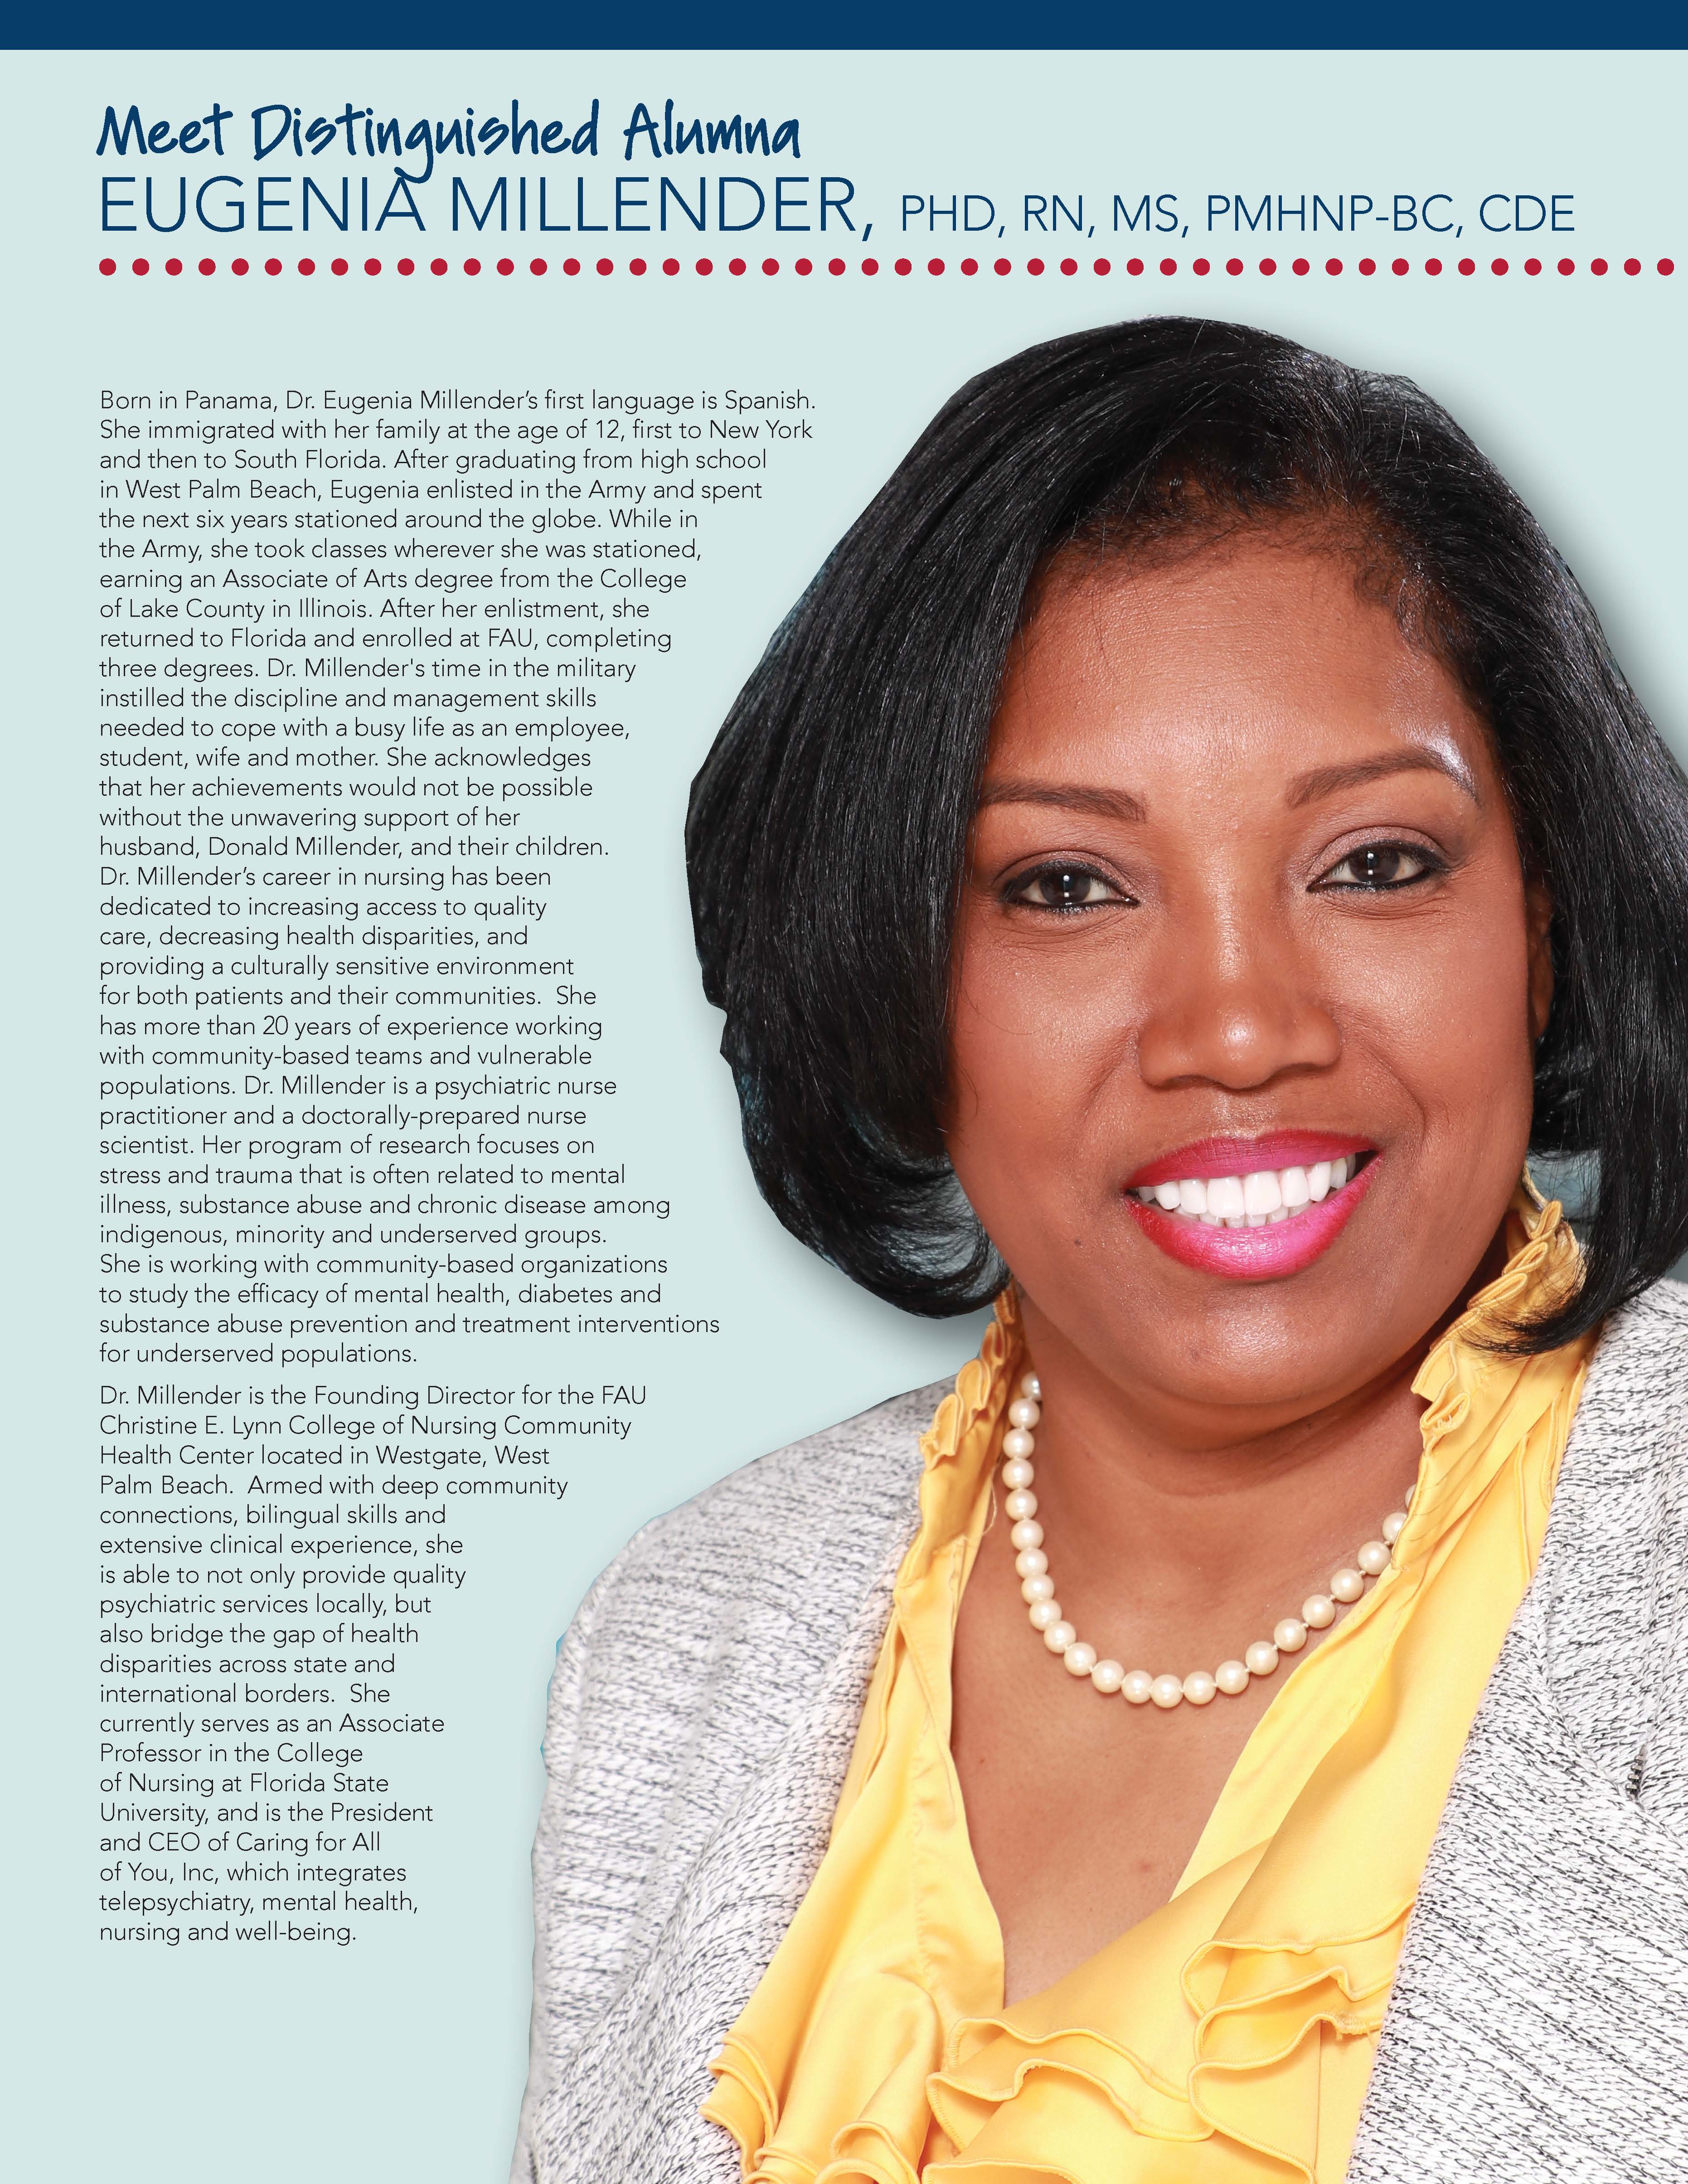 Meet Distinguished Alumna
EUGENIA MILLENDER, PHD, RN, MS, PMHNP-BC, CDE
Born in Panama, Dr. Eugenia Millender’s first language is Spanish.
She immigrated with her family at the age of 12, first to New York
and then to South Florida. After graduating from high school
in West Palm Beach, Eugenia enlisted in the Army and spent
the next six years stationed around the globe. While in
the Army, she took classes wherever she was stationed,
earning an Associate of Arts degree from the College
of Lake County in Illinois. After her enlistment, she
returned to Florida and enrolled at FAU, completing
three degrees. Dr. Millender's time in the military
instilled the discipline and management skills
needed to cope with a busy life as an employee,
student, wife and mother. She acknowledges
that her achievements would not be possible
without the unwavering support of her
husband, Donald Millender, and their children.
Dr. Millender’s career in nursing has been
dedicated to increasing access to quality
care, decreasing health disparities, and
providing a culturally sensitive environment
for both patients and their communities.  She
has more than 20 years of experience working
with community-based teams and vulnerable
populations. Dr. Millender is a psychiatric nurse
practitioner and a doctorally-prepared nurse
scientist. Her program of research focuses on
stress and trauma that is often related to mental
illness, substance abuse and chronic disease among
indigenous, minority and underserved groups.
She is working with community-based organizations
to study the efficacy of mental health, diabetes and
substance abuse prevention and treatment interventions
for underserved populations.
Dr. Millender is the Founding Director for the FAU
Christine E. Lynn College of Nursing Community
Health Center located in Westgate, West
Palm Beach.  Armed with deep community
connections, bilingual skills and
extensive clinical experience, she
is able to not only provide quality
psychiatric services locally, but
also bridge the gap of health
disparities across state and
international borders.  She
currently serves as an Associate
Professor in the College
of Nursing at Florida State
University, and is the President
and CEO of Caring for All
of You, Inc, which integrates
telepsychiatry, mental health,
nursing and well-being.